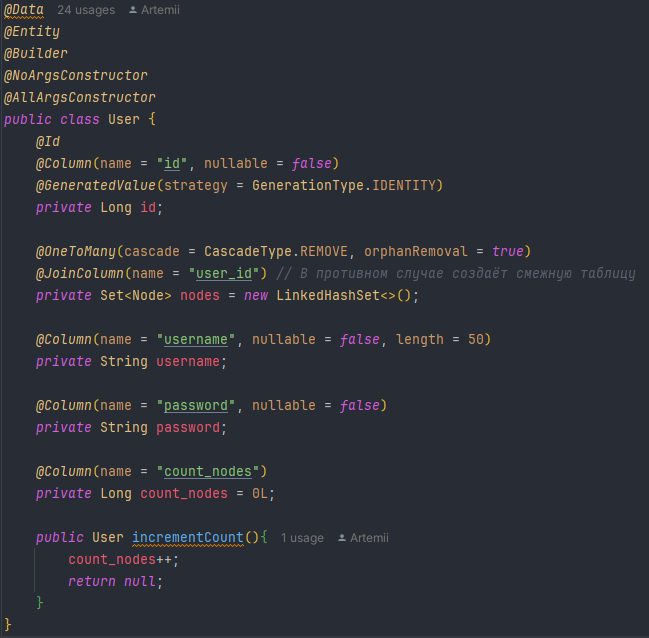 @Data 24 usages Artemii
@Entity
@Builder
@NoArgsConstructor
@AllArgsConstructor
public class User {
@Id
@Column(name = "id", nullable = false)
@GeneratedValue(strategy = GenerationType.IDENTITY)
private Long id;
@OneToMany(cascade = CascadeType.REMOVE, orphanRemoval = true)
@JoinColumn(name = "user_id") // В противном случае создаёт смежную таблицу
private Set<Node> nodes = new LinkedHashSet<>();
@Column(name = "username", nullable = false, length = 50)
private String username;
@Column(name = "password", nullable = false)
private String password;
@Column(name = "count_nodes")
private Long count_nodes = 0L;
public User incrementCount(){ 1 usage Artemii
count_nodes++;
return null;
}
}